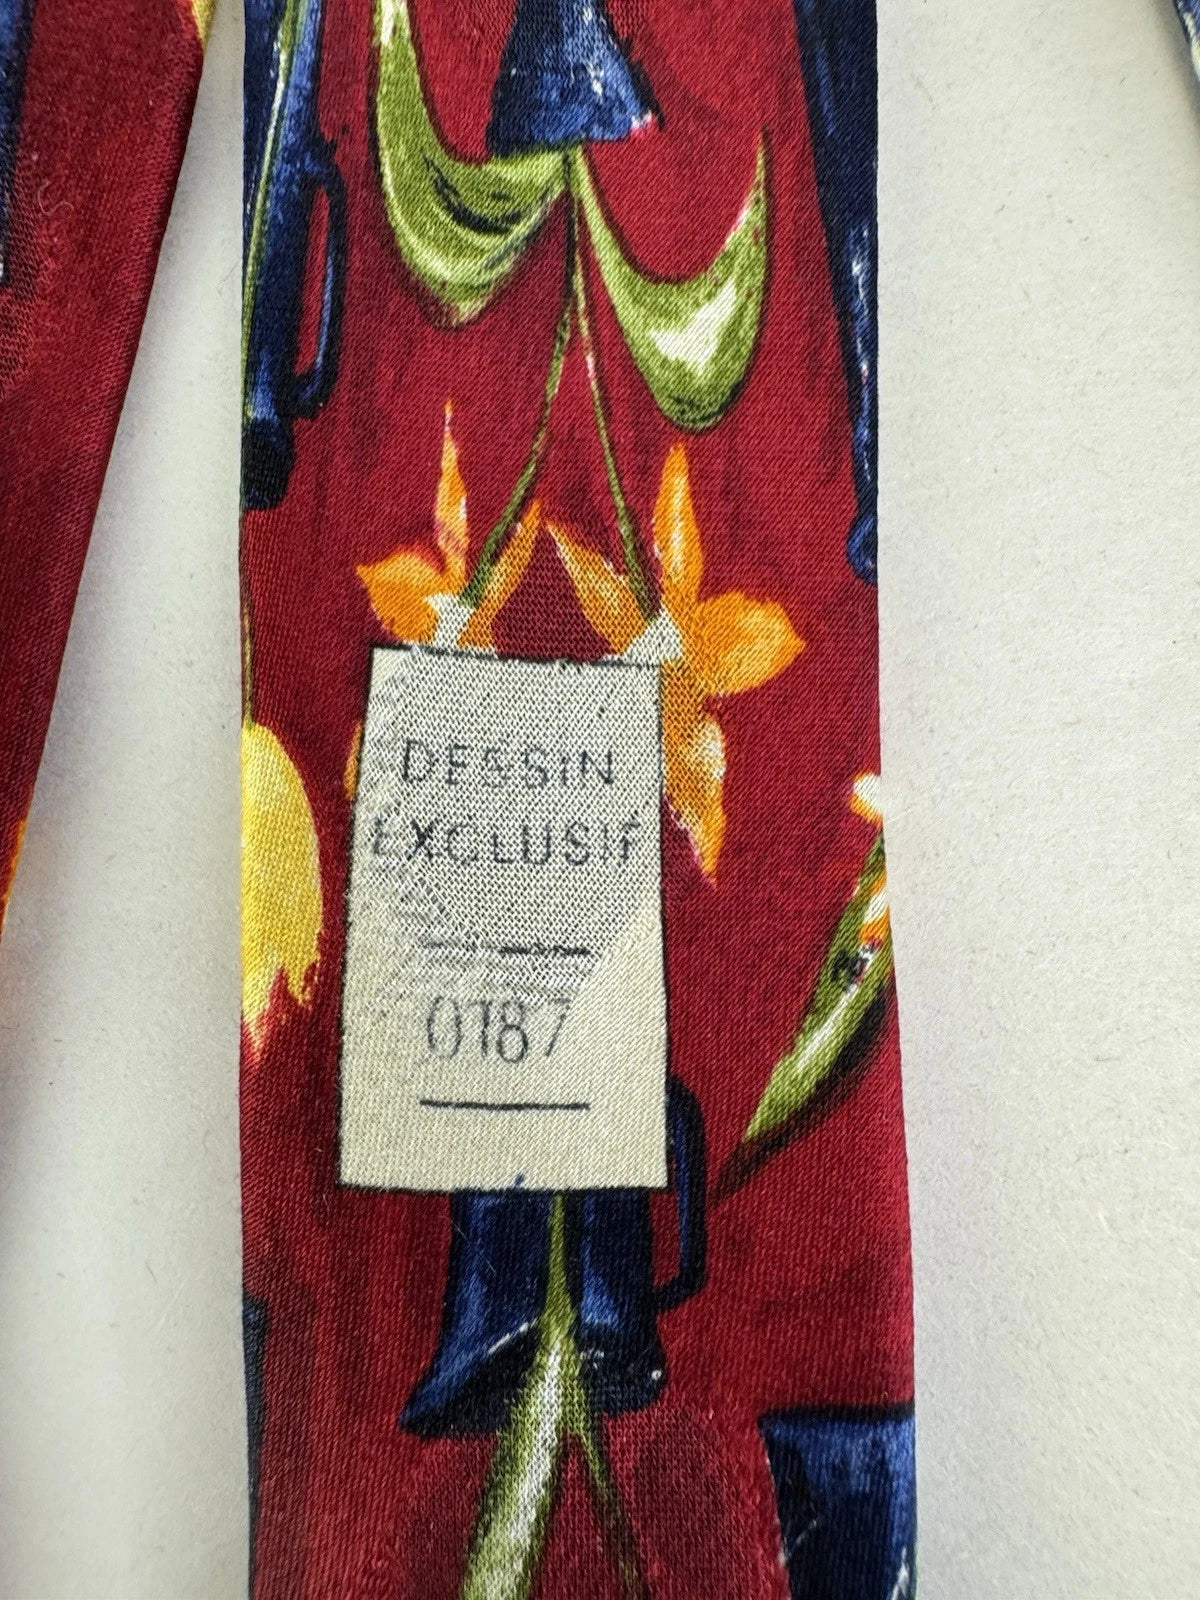 DESSIN
EXCLUSIF
0187